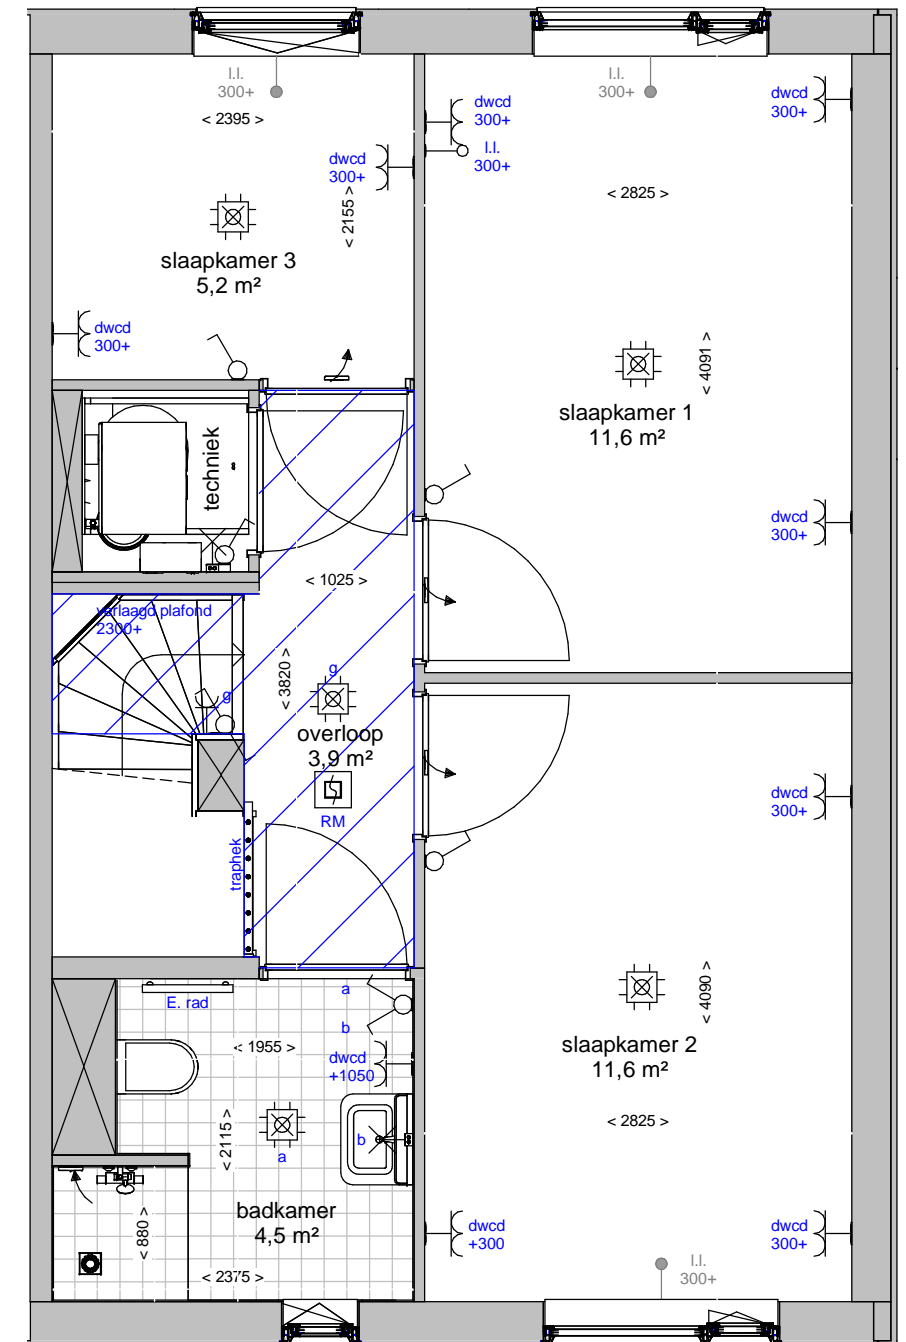 l.l.
300+
< 2395 >
dwcd
300+
< 2155 >
slaapkamer 3
5,2 m²
dwcd
300+
l.l.
300+
dwcd
300+
dwcd
300+
l.l.
300+
< 2825 >
< 4091 >
slaapkamer 1
11,6 m²
dwcd
300+
techniek
< 1025 >
verlaagd plafond
2300+
< 3820 >
g
g
overloop
3,9 m²
RM
traphek
dwcd
300+
E. rad
a
b
< 1955 >
dwcd
+1050
< 2115 >
a
b
badkamer
4,5 m²
< 880 >
< 2375 >
< 4090 >
slaapkamer 2
11,6 m²
< 2825 >
dwcd
+300
dwcd
300+
l.l.
300+